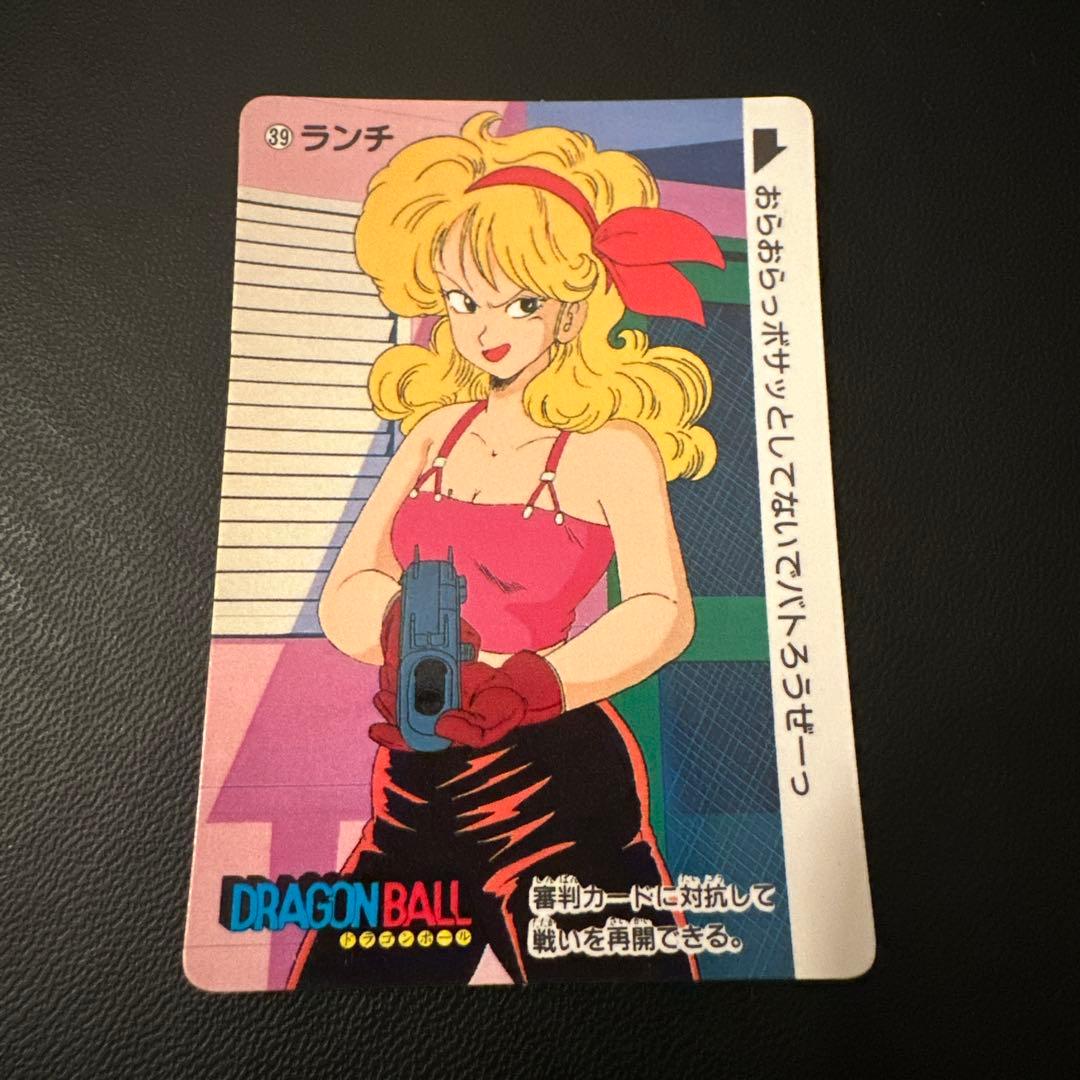 39 ランチ
おらおらっボサッとしてないでバトろうぜーっ
DRAGON BALL
ドラゴンボール
審判カードに対抗して
戦いを再開できる。